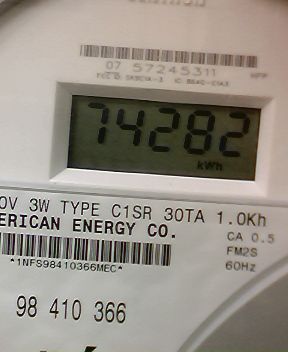 07 57245311
74282
kWh
0V 3W TYPE C1SR 30TA 1.0Kh
ERICAN ENERGY CO.
CA 0.5
FM2S
60Hz
*1NFS98410366MEC*
98 410 366